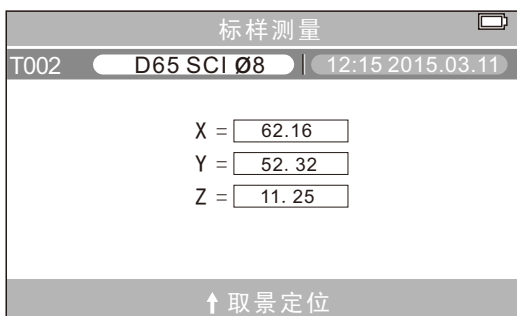 标样测量
T002 D65 SCI Ø8 12:15 2015.03.11
X = 62.16
Y = 52. 32
Z = 11. 25
↑取景定位